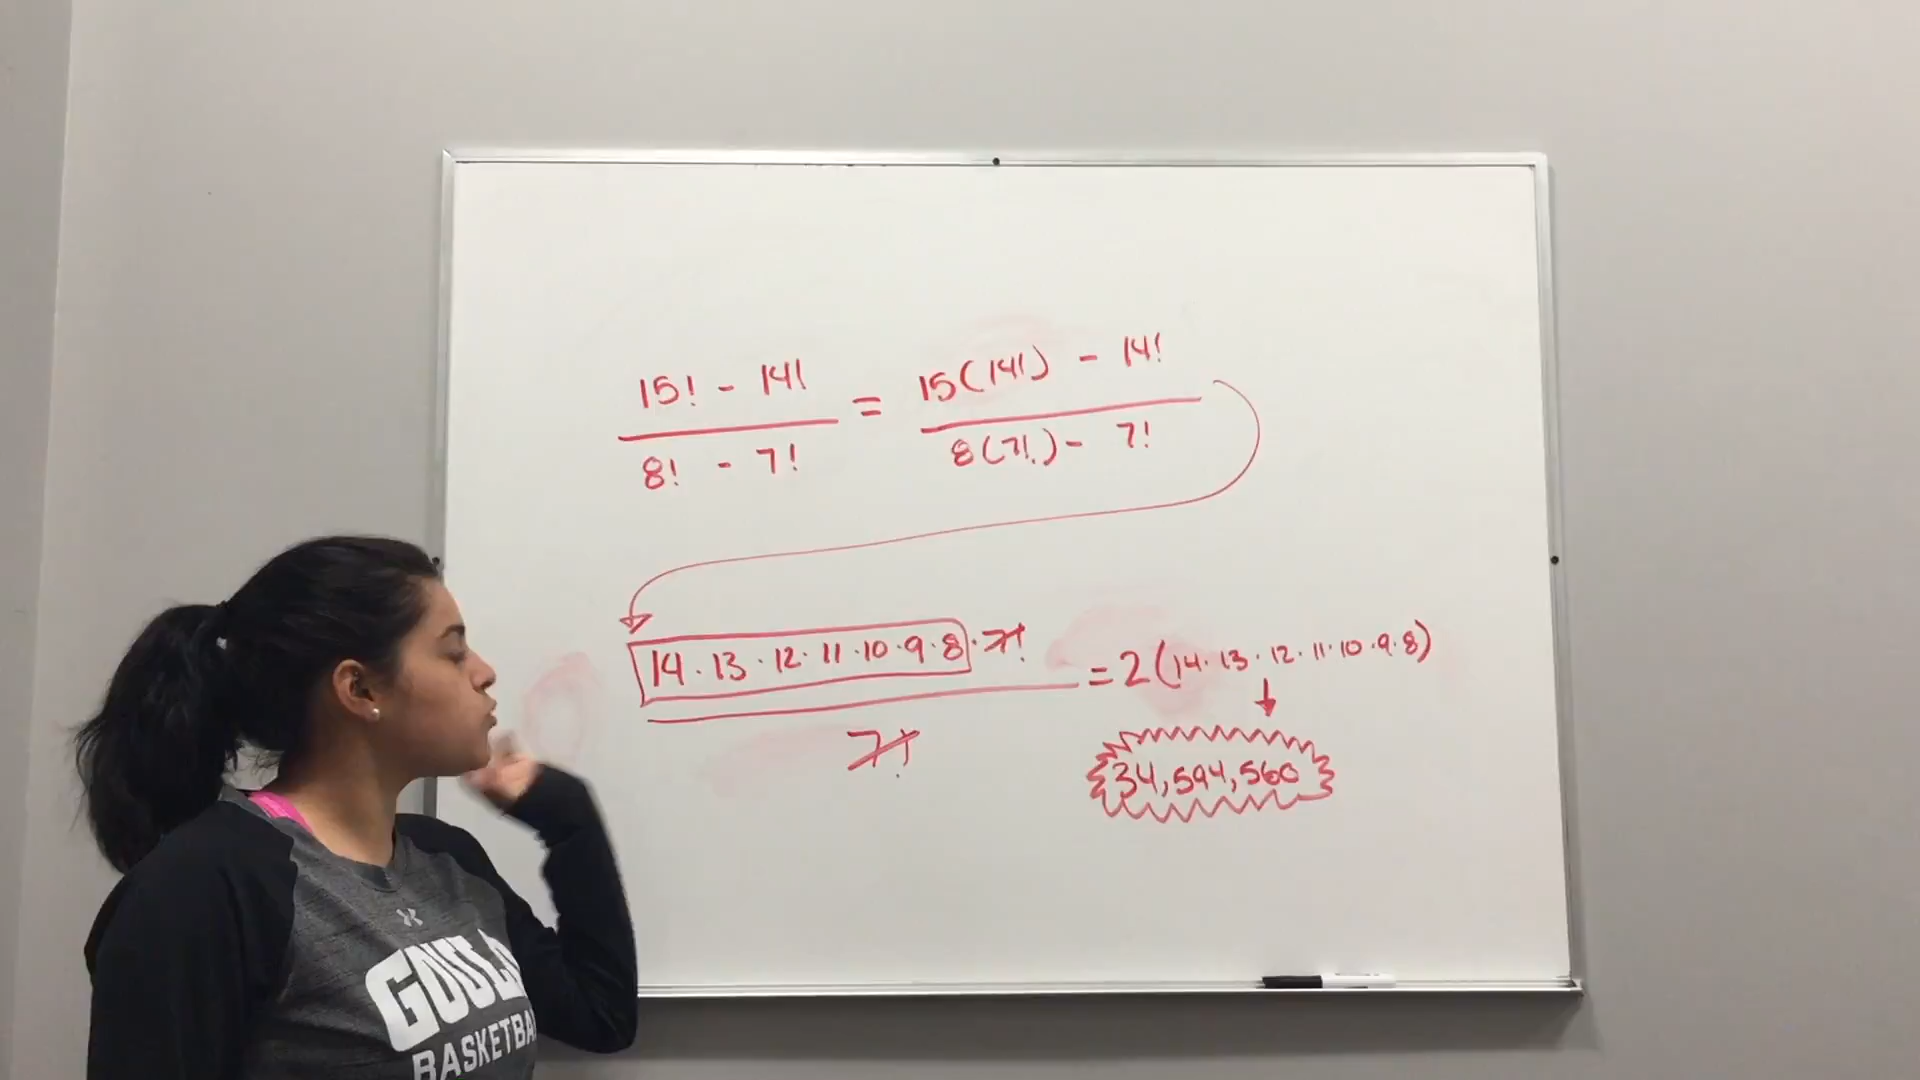 15! - 14! = 15(14!) - 14!
8! - 7! 8(7!) - 7!
14 · 13 · 12 · 11 · 10 · 9 · 8 · 7! = 2(14 · 13 · 12 · 11 · 10 · 9 · 8)
7!
34,594,560
BASKETBA